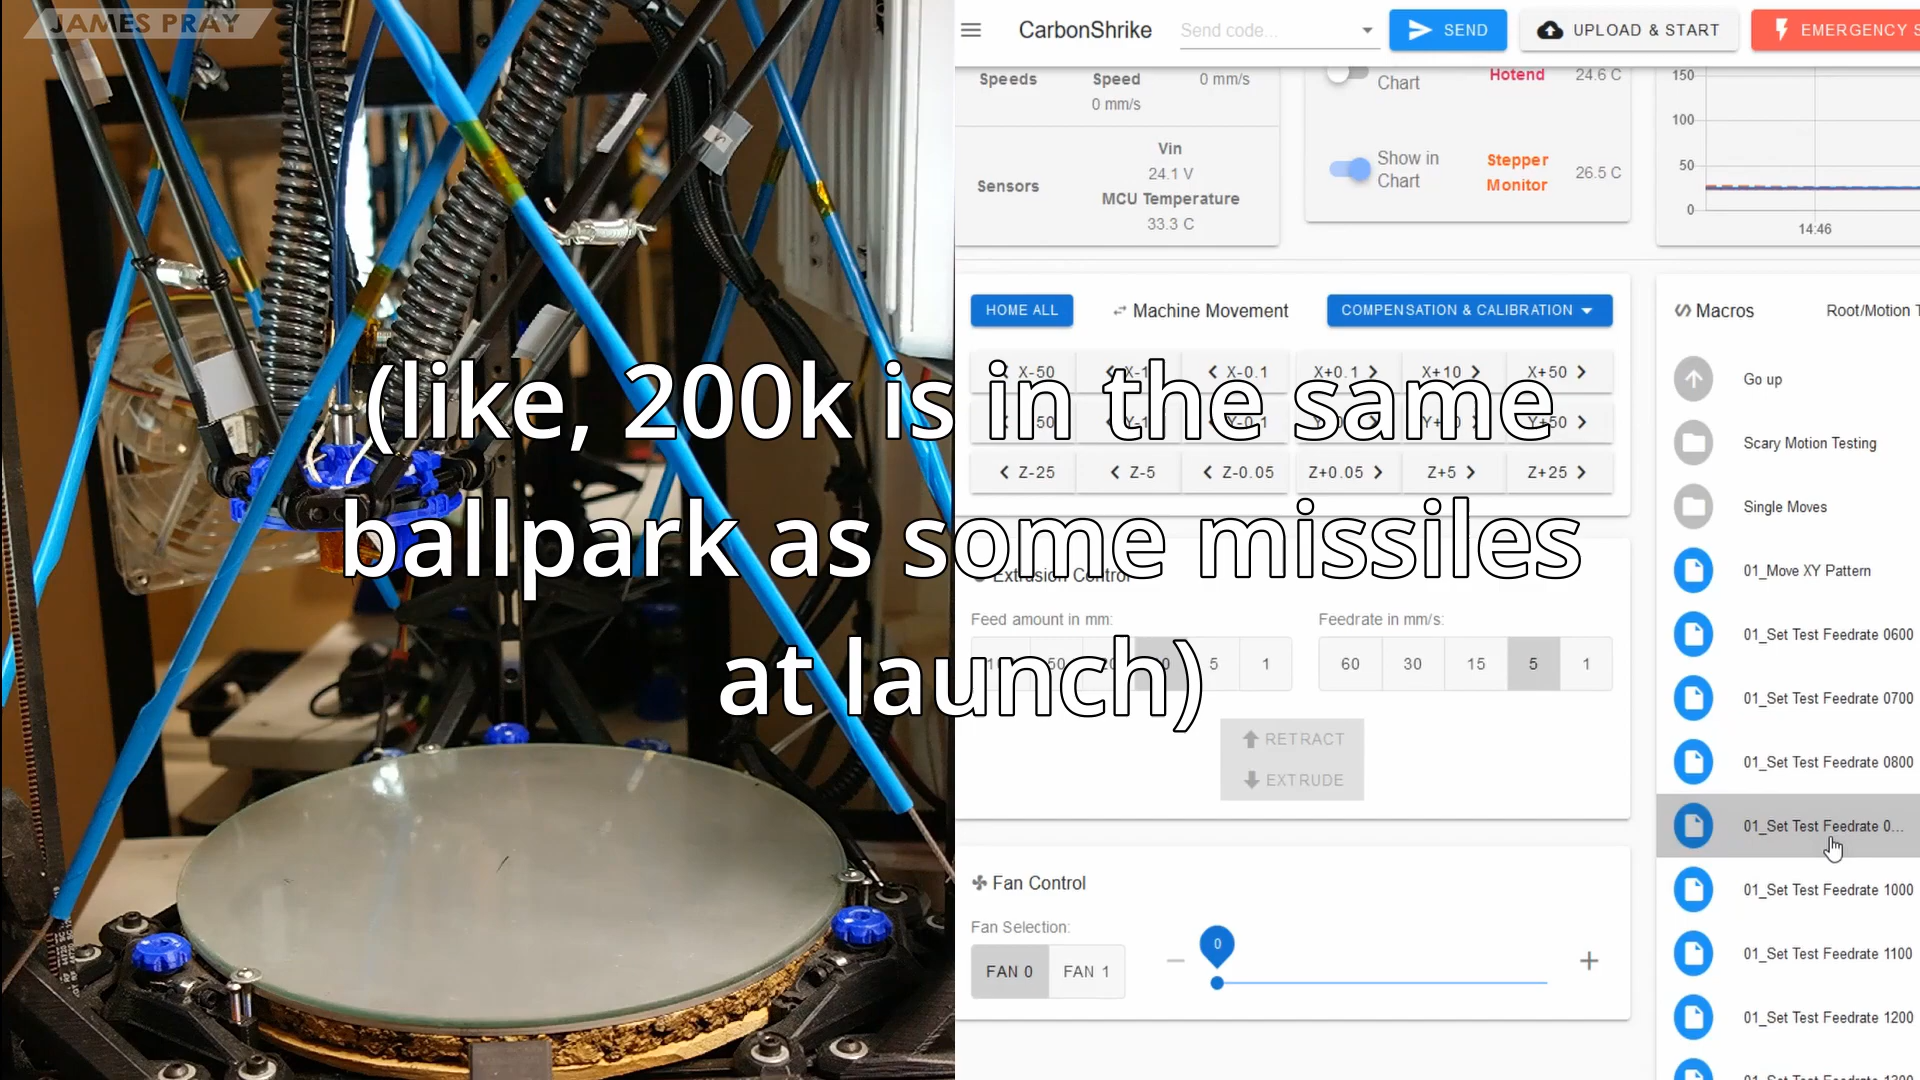 JAMES PRAY
CarbonShrike
Send code...
SEND
UPLOAD & START
EMERGENCY S
Speeds
Speed
0 mm/s
0 mm/s
Sensors
Vin
24.1 V
MCU Temperature
33.3 C
Chart
Hotend
24.6 C
Show in
Chart
Stepper
Monitor
26.5 C
150
100
50
0
14:46
(like, 200k is in the same
ballpark as some missiles
at launch)
HOME ALL
Machine Movement
COMPENSATION & CALIBRATION
X-50
X-0.1
X+0.1
X+10
X+50
Y+50
Z-25
Z-5
Z-0.05
Z+0.05
Z+5
Z+25
Extrusion Control
Feed amount in mm:
5
1
Feedrate in mm/s:
60
30
15
5
1
RETRACT
EXTRUDE
Fan Control
Fan Selection:
FAN 0
FAN 1
0
Macros
Root/Motion T
Go up
Scary Motion Testing
Single Moves
01_Move XY Pattern
01_Set Test Feedrate 0600
01_Set Test Feedrate 0700
01_Set Test Feedrate 0800
01_Set Test Feedrate 0...
01_Set Test Feedrate 1000
01_Set Test Feedrate 1100
01_Set Test Feedrate 1200